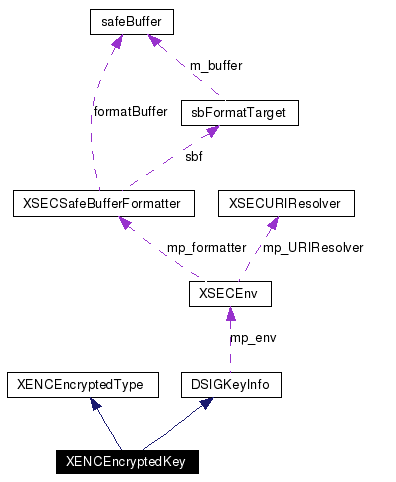 safeBuffer
m_buffer
formatBuffer
sbFormatTarget
sbf
XSECSafeBufferFormatter
XSECURIResolver
mp_formatter
mp_URIResolver
XSECEnv
mp_env
XENCEncryptedType
DSIGKeyInfo
XENCEncryptedKey